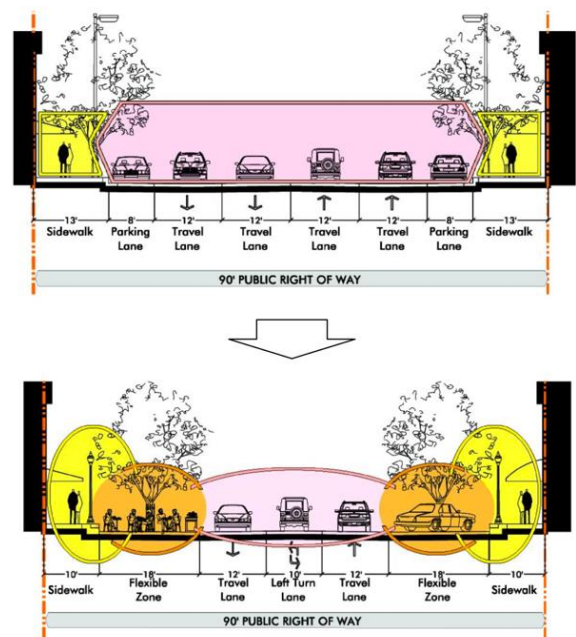 13' 8' 12' 12' 12' 12' 8' 13'
Sidewalk Parking Lane Travel Lane Travel Lane Travel Lane Travel Lane Parking Lane Sidewalk
90' PUBLIC RIGHT OF WAY
10' 18' 12' 10' 12' 18' 10'
Sidewalk Flexible Zone Travel Lane Left Turn Lane Travel Lane Flexible Zone Sidewalk
90' PUBLIC RIGHT OF WAY